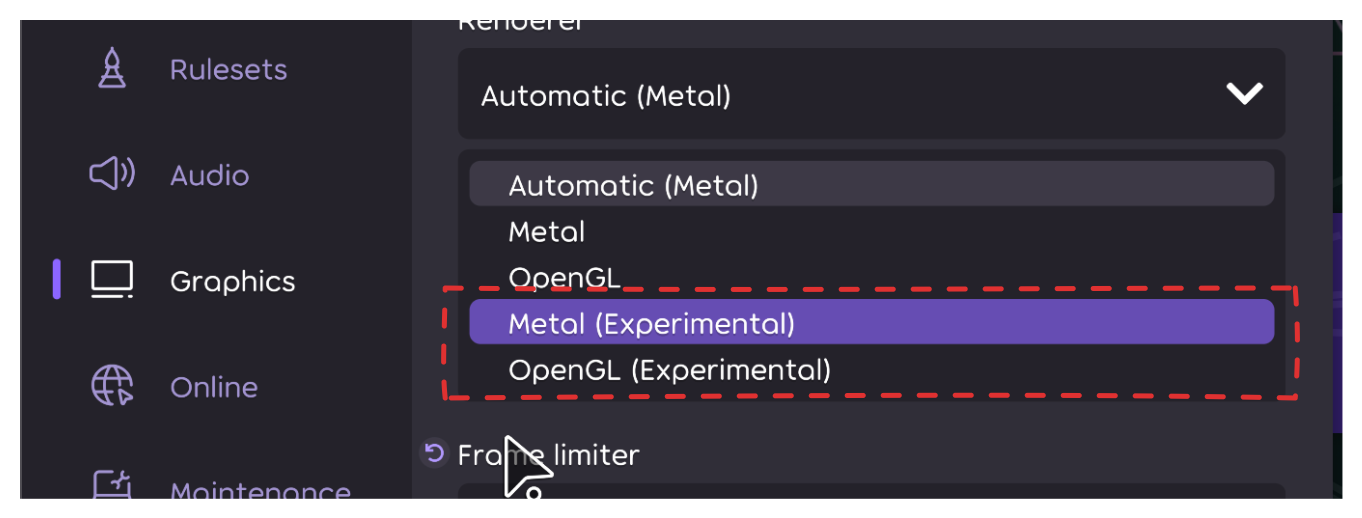 Renderer
Rulesets
Automatic (Metal)
Audio
Automatic (Metal)
Metal
OpenGL
Graphics
Metal (Experimental)
OpenGL (Experimental)
Online
Frame limiter
Maintenance